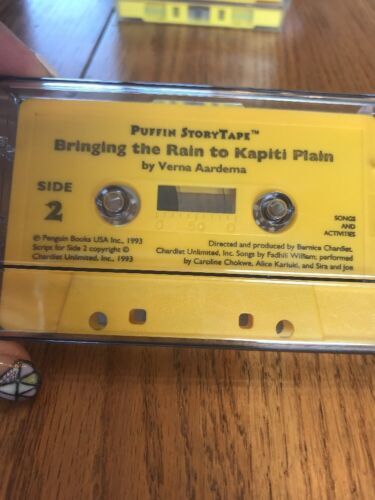 PUFFIN STORYTAPE™
Bringing the Rain to Kapiti Plain
by Verna Aardema
SIDE
2
SONGS
AND
ACTIVITIES
℗ Penguin Books USA Inc., 1993
Script for Side 2 copyright ©
Chardiet Unlimited, Inc., 1993
Directed and produced by Bernice Chardiet,
Chardiet Unlimited, Inc. Songs by Fadhili William; performed
by Caroline Chokwe, Alice Kariuki, and Sira and Joe
0 50